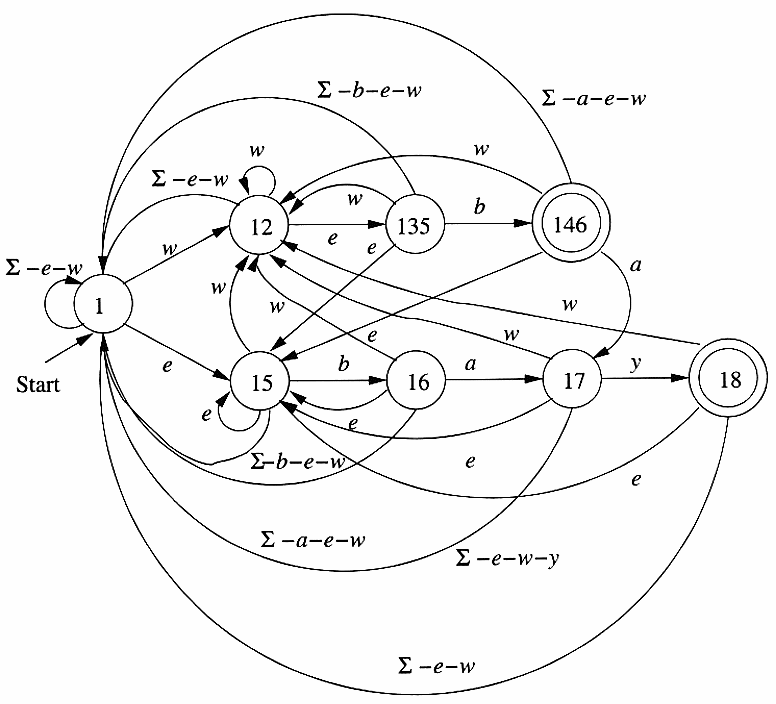 Σ −b−e−w
Σ −a−e−w
w
w
Σ −e−w
w
12
e
135
b
146
e
a
Σ −e−w
w
1
w
w
w
e
w
Start
e
15
b
16
a
17
y
18
e
e
Σ−b−e−w
e
e
Σ −a−e−w
Σ −e−w−y
Σ −e−w